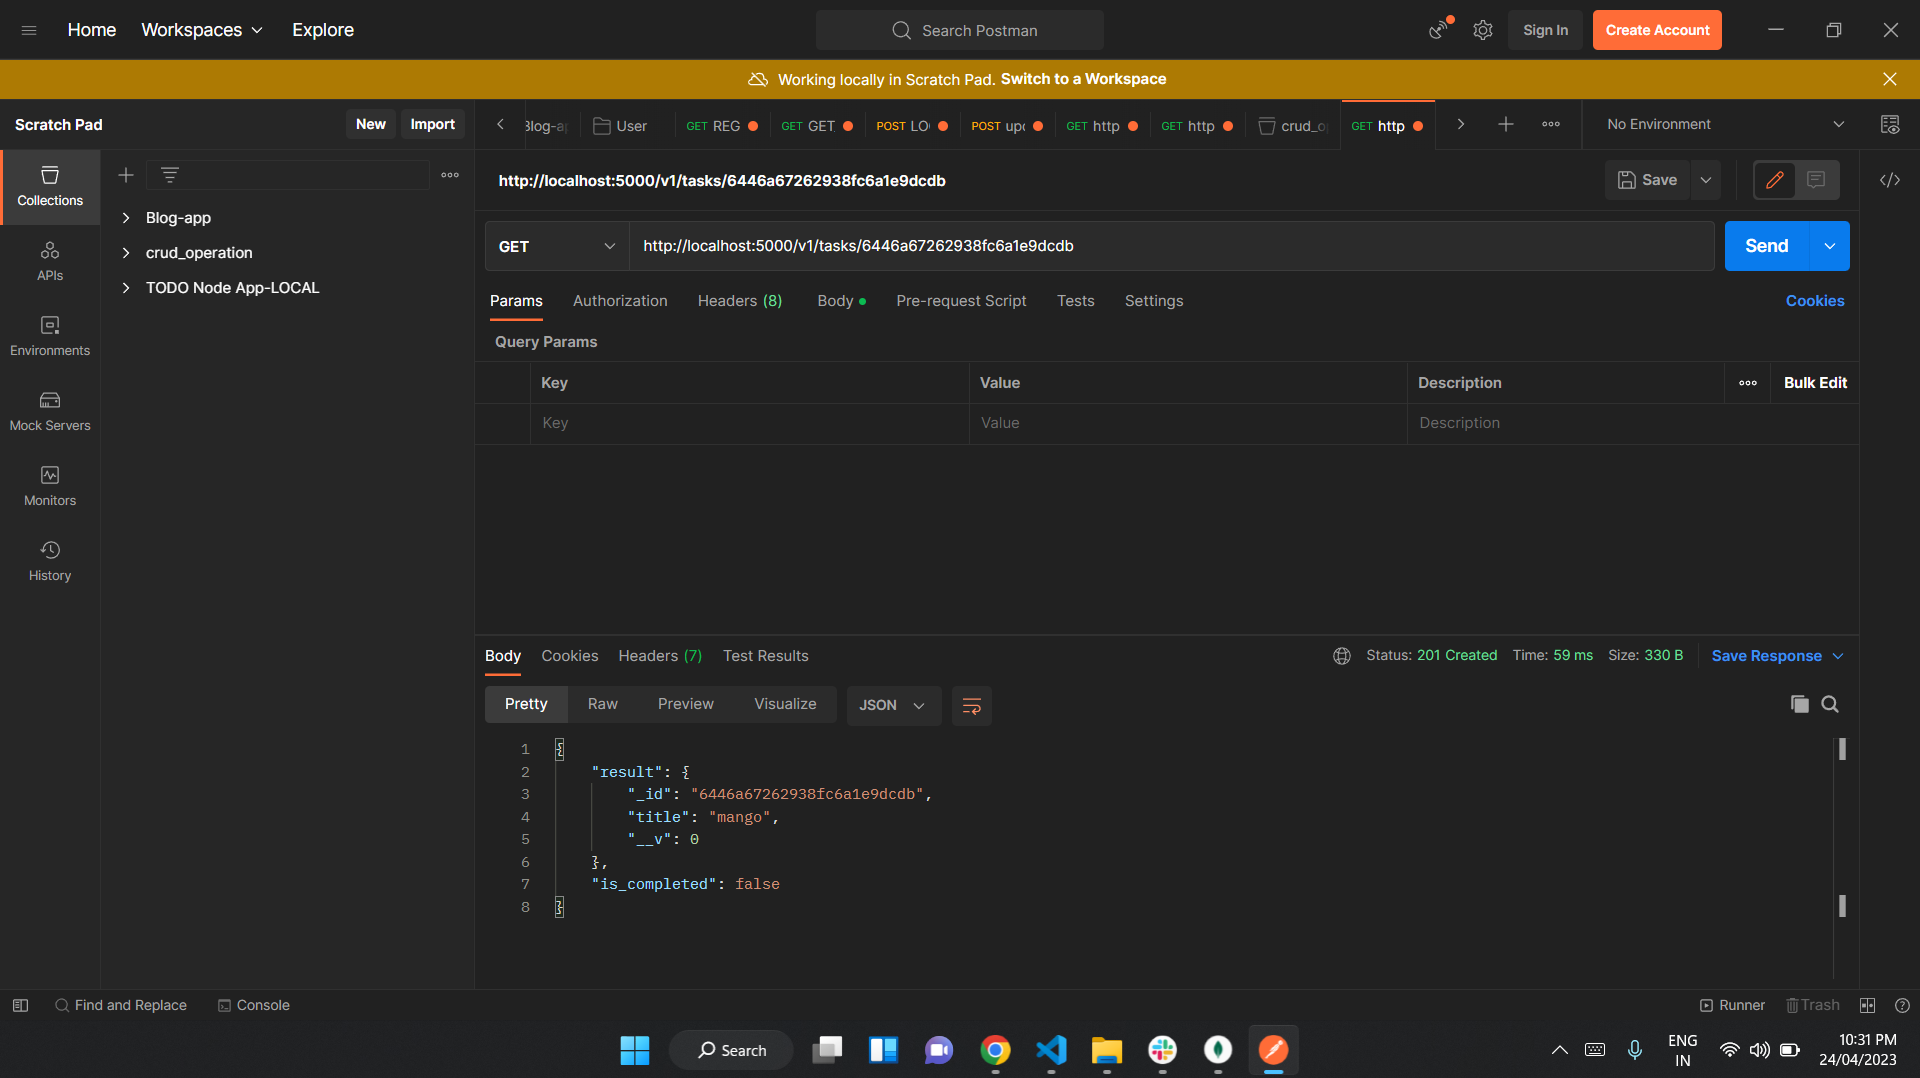 Home Workspaces Explore Search Postman Sign In Create Account
Working locally in Scratch Pad. Switch to a Workspace
Scratch Pad New Import
User GET REG GET GET POST LO POST upd GET http GET http crud_o GET http No Environment
http://localhost:5000/v1/tasks/6446a67262938fc6a1e9dcdb Save
Collections
Blog-app
crud_operation
TODO Node App-LOCAL
APIs
Environments
Mock Servers
Monitors
History
GET http://localhost:5000/v1/tasks/6446a67262938fc6a1e9dcdb Send
Params Authorization Headers (8) Body Pre-request Script Tests Settings Cookies
Query Params
Key Value Description Bulk Edit
Key Value Description
Body Cookies Headers (7) Test Results Status: 201 Created Time: 59 ms Size: 330 B Save Response
Pretty Raw Preview Visualize JSON
1 {
2 "result": {
3 "_id": "6446a67262938fc6a1e9dcdb",
4 "title": "mango",
5 "__v": 0
6 },
7 "is_completed": false
8 }
Find and Replace Console Runner Trash
Search
ENG
IN
10:31 PM
24/04/2023